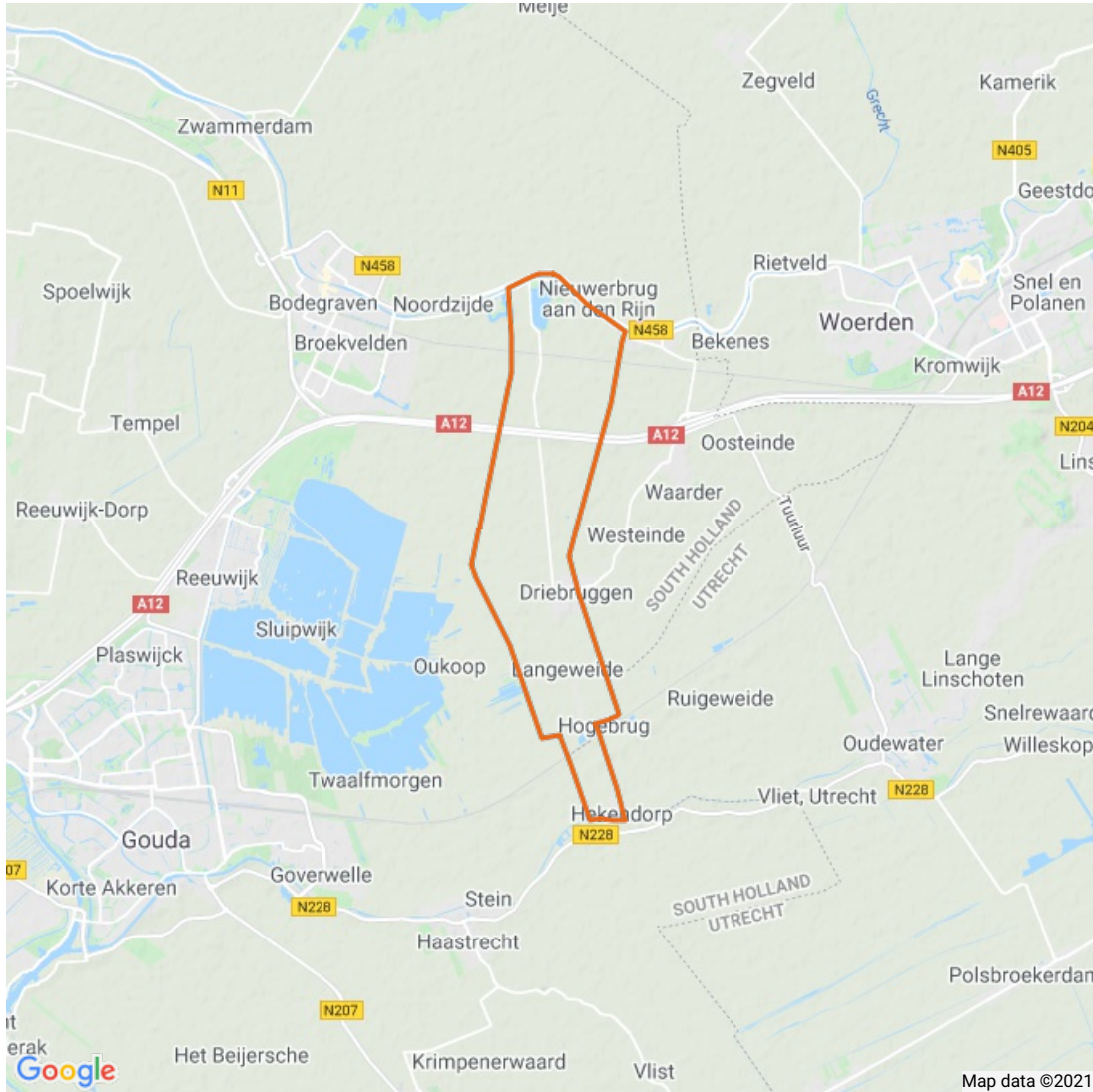 Meije
Zegveld
Kamerik
Grecht
Zwammerdam
N405
N11
Geestdo
N458
Rietveld
Spoelwijk
Bodegraven
Noordzijde
Nieuwerbrug
aan den Rijn
Snel en
Polanen
Woerden
N458
Broekvelden
Bekenes
Kromwijk
A12
Tempel
A12
A12
N204
Oosteinde
Lins
Waarder
Reeuwijk-Dorp
SOUTH HOLLAND
UTRECHT
Tuurluur
Westeinde
Reeuwijk
Driebruggen
A12
Sluipwijk
Plaswijck
Oukoop
Langeweide
Lange
Linschoten
Ruigeweide
Hogebrug
Snelrewaard
Oudewater
Willeskop
Twaalfmorgen
Vliet, Utrecht
N228
Hekendorp
N228
Gouda
07
Korte Akkeren
Goverwelle
N228
Stein
SOUTH HOLLAND
UTRECHT
Haastrecht
Polsbroekerdam
N207
erak
Het Beijersche
Krimpenerwaard
Vlist
Google
Map data ©2021